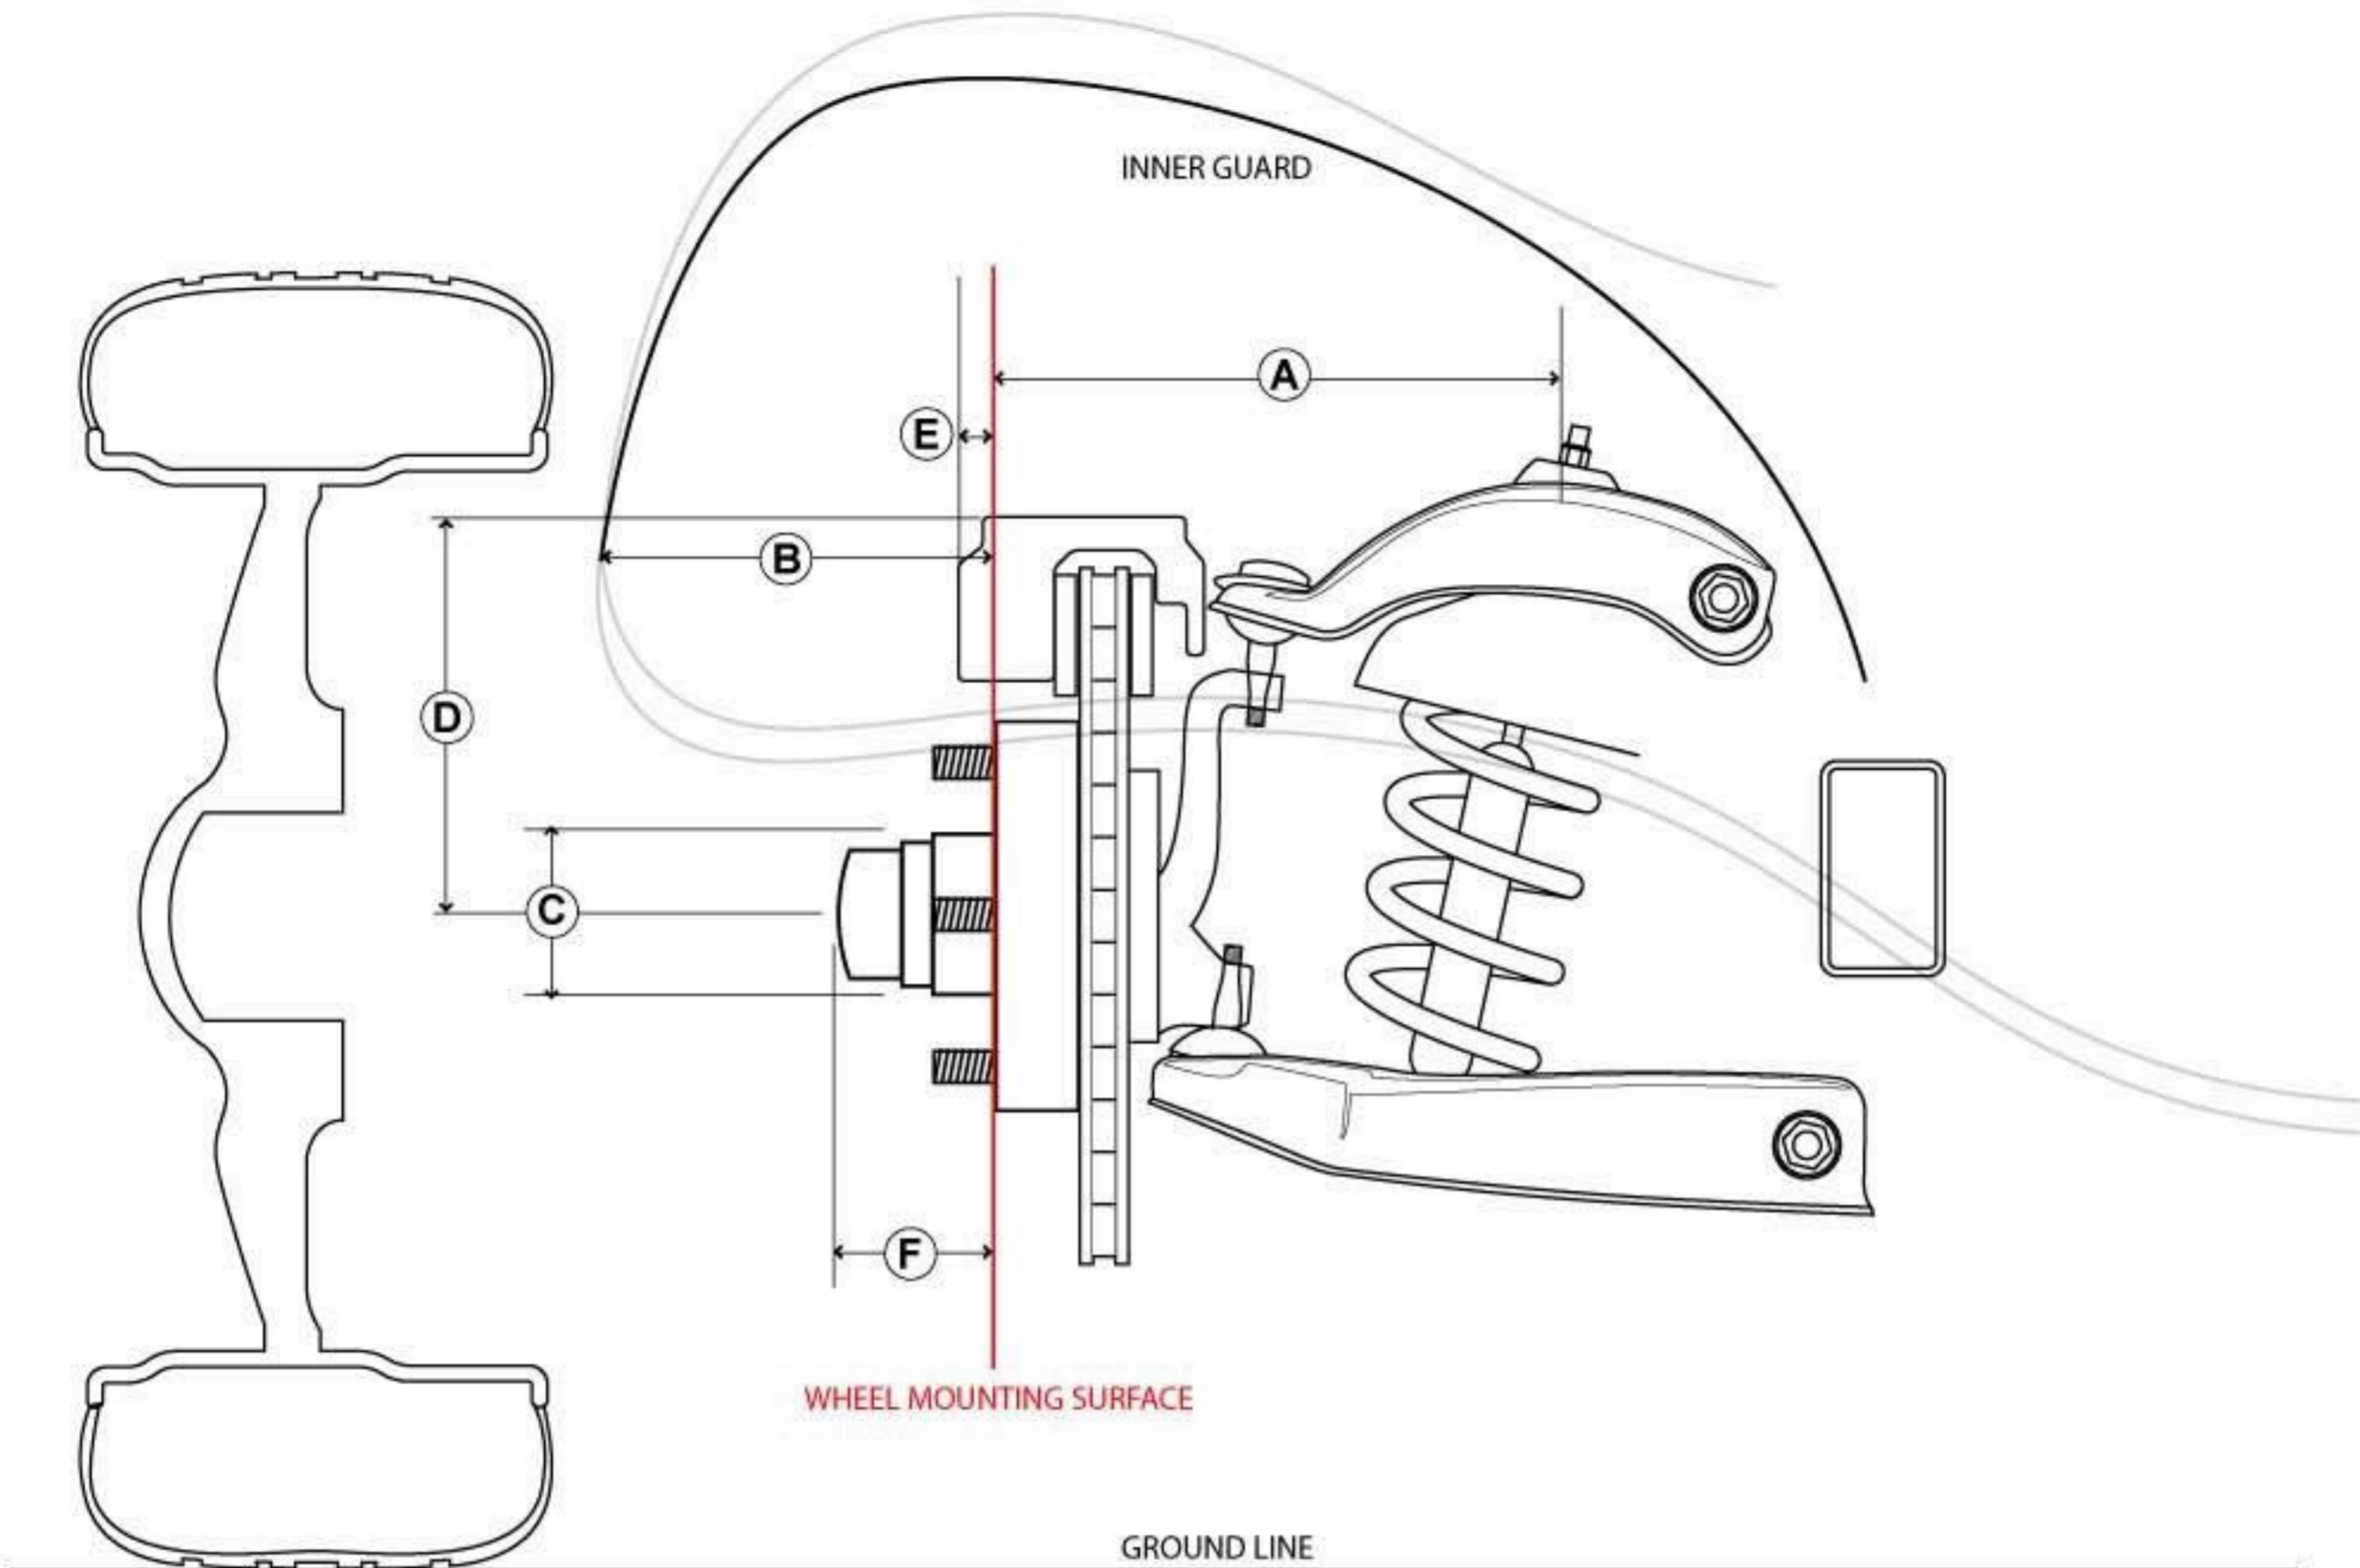 INNER GUARD
A
E
B
D
C
F
WHEEL MOUNTING SURFACE
GROUND LINE